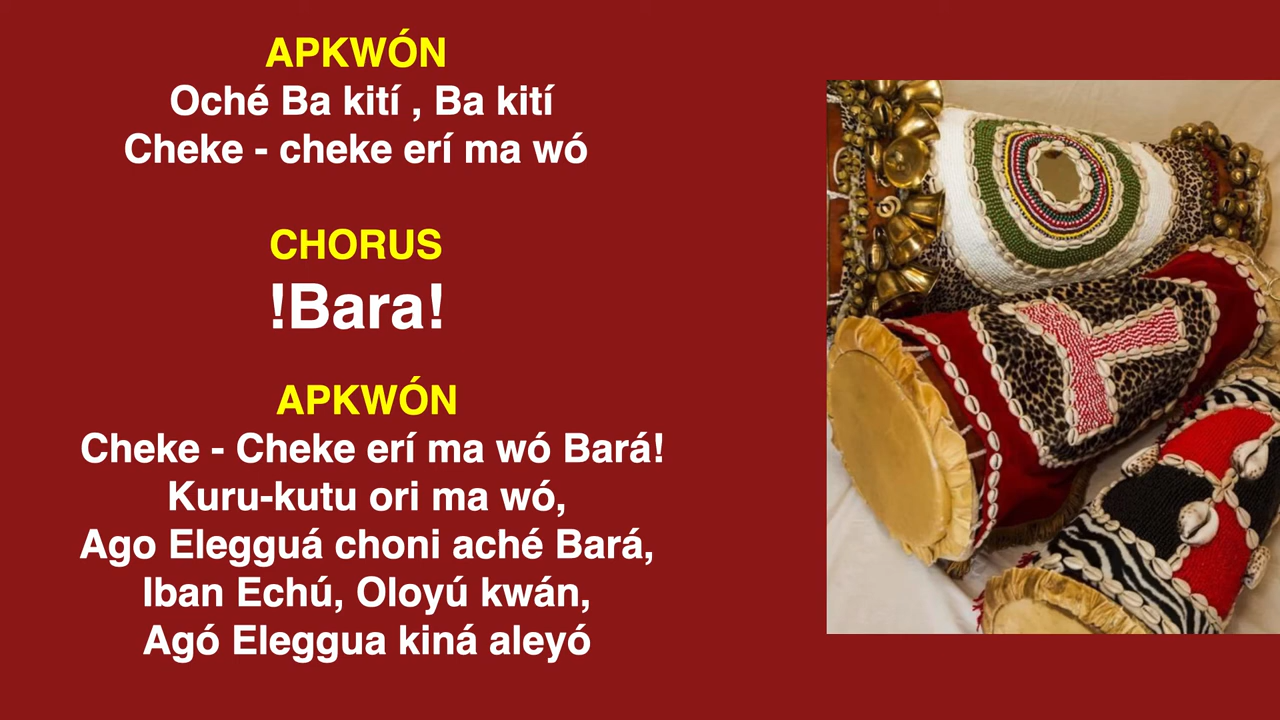 APKWÓN
Oché Ba kití , Ba kití
Cheke - cheke erí ma wó
CHORUS
!Bara!
APKWÓN
Cheke - Cheke erí ma wó Bará!
Kuru-kutu ori ma wó,
Ago Elegguá choni aché Bará,
Iban Echú, Oloyú kwán,
Agó Eleggua kiná aleyó